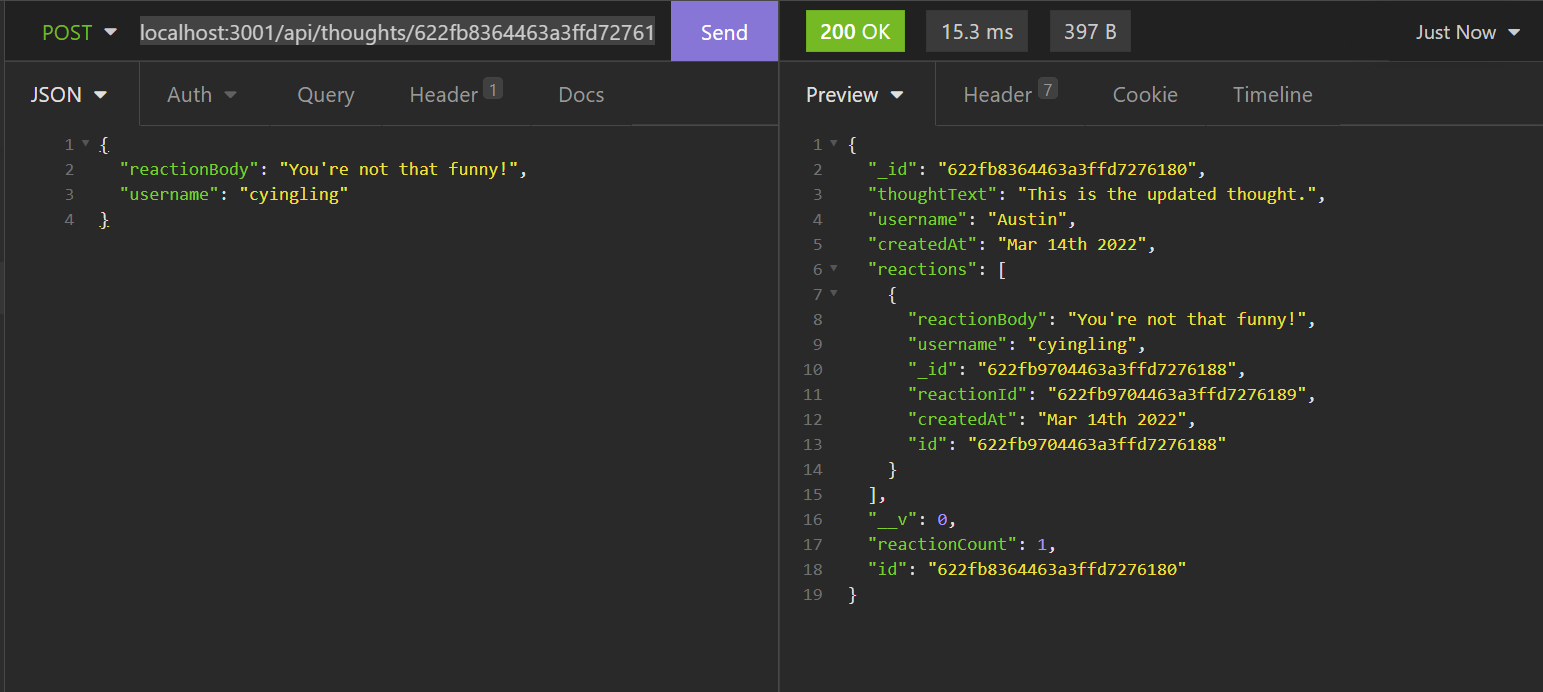 POST localhost:3001/api/thoughts/622fb8364463a3ffd72761 Send
JSON Auth Query Header 1 Docs
1 {
2 "reactionBody": "You're not that funny!",
3 "username": "cyingling"
4 }
200 OK 15.3 ms 397 B Just Now
Preview Header 7 Cookie Timeline
1 {
2 "_id": "622fb8364463a3ffd7276180",
3 "thoughtText": "This is the updated thought.",
4 "username": "Austin",
5 "createdAt": "Mar 14th 2022",
6 "reactions": [
7 {
8 "reactionBody": "You're not that funny!",
9 "username": "cyingling",
10 "_id": "622fb9704463a3ffd7276188",
11 "reactionId": "622fb9704463a3ffd7276189",
12 "createdAt": "Mar 14th 2022",
13 "id": "622fb9704463a3ffd7276188"
14 }
15 ],
16 "__v": 0,
17 "reactionCount": 1,
18 "id": "622fb8364463a3ffd7276180"
19 }